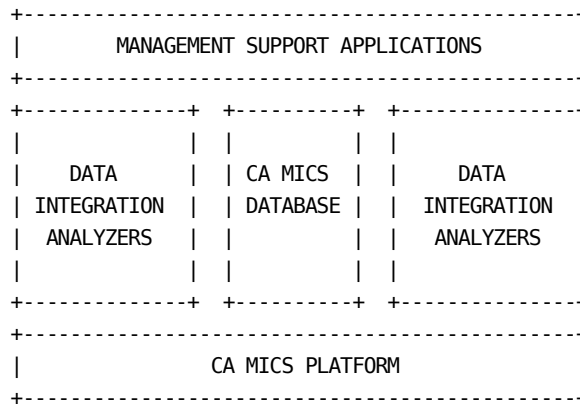 MANAGEMENT SUPPORT APPLICATIONS
DATA CA MICS DATA
INTEGRATION DATABASE INTEGRATION
ANALYZERS ANALYZERS
CA MICS PLATFORM